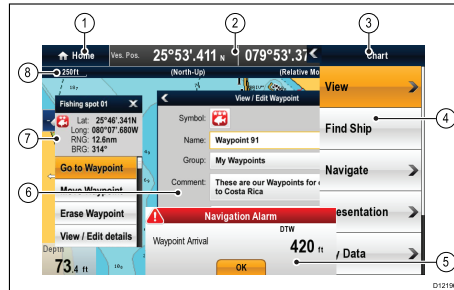 1
2
3
Home
Ves. Pos.
25°53'.411 N
079°53'.37
Chart
8
250ft
(North-Up)
(Relative Mo
View
4
Fishing spot 01
View / Edit Waypoint
7
Lat: 25°46'.341N
Long: 080°07'.680W
RNG: 12.6nm
BRG: 314°
Symbol:
Find Ship
Name: Waypoint 91
Go to Waypoint
Group: My Waypoints
Navigate
Move Waypoint
6
Comment: These are our Waypoints for
to Costa Rica
Erase Waypoint
Navigation Alarm
esentation
View / Edit details
Waypoint Arrival
DTW
420 ft
Data
5
Depth
73.4 ft
OK
D12196